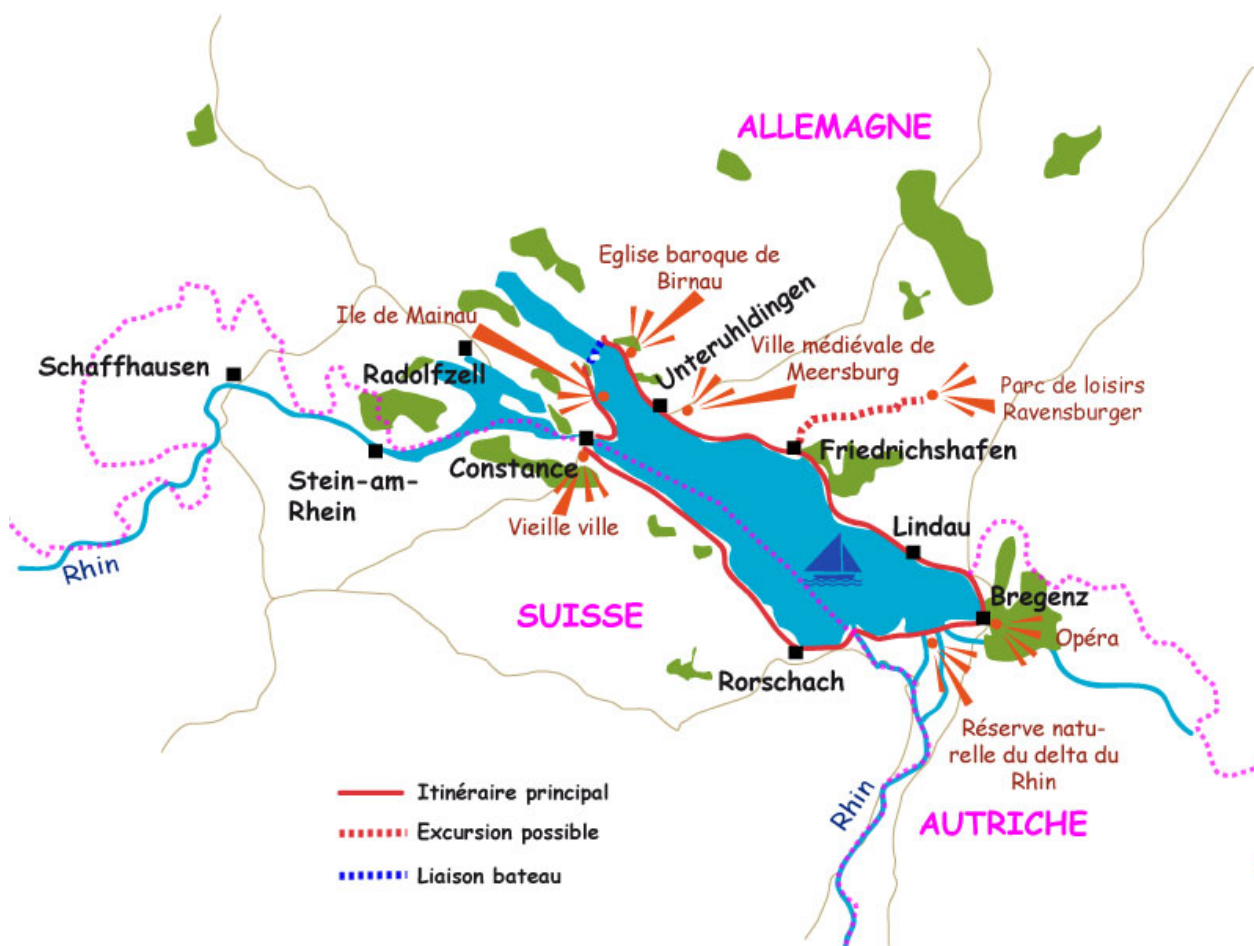 ALLEMAGNE
Eglise baroque de
Birnau
Ile de Mainau
Unteruhldingen
Ville médiévale de
Meersburg
Schaffhausen
Radolfzell
Parc de loisirs
Ravensburger
Friedrichshafen
Constance
Stein-am-
Rhein
Vieille ville
Lindau
Rhin
Bregenz
SUISSE
Opéra
Rorschach
Réserve natu-
relle du delta du
Rhin
Rhin
AUTRICHE
Itinéraire principal
Excursion possible
Liaison bateau